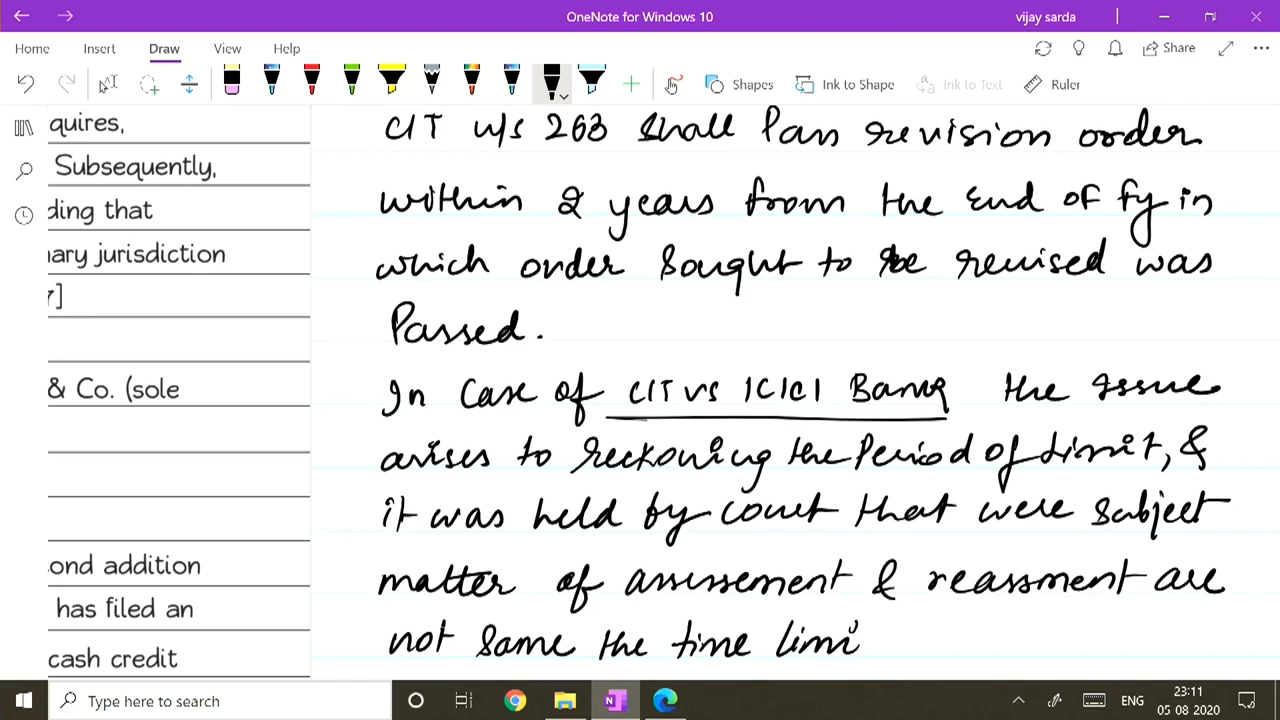 OneNote for Windows 10
vijay sarda
Home Insert Draw View Help
Share
Shapes
Ink to Shape
Ink to Text
Ruler
quires,
Subsequently,
ding that
ary jurisdiction
]
& Co. (sole
ond addition
has filed an
cash credit
CIT u/s 263 shall Pass revision order
within 2 years from the End of fy in
which order Sought to be revised was
Passed.
In Case of CIT vs ICICI Bank the issue
arises to reckoning the Period of limit, &
it was held by court that were subject
matter of assessment & reassment are
not same the time limi
Type here to search
ENG
23:11
05-08-2020